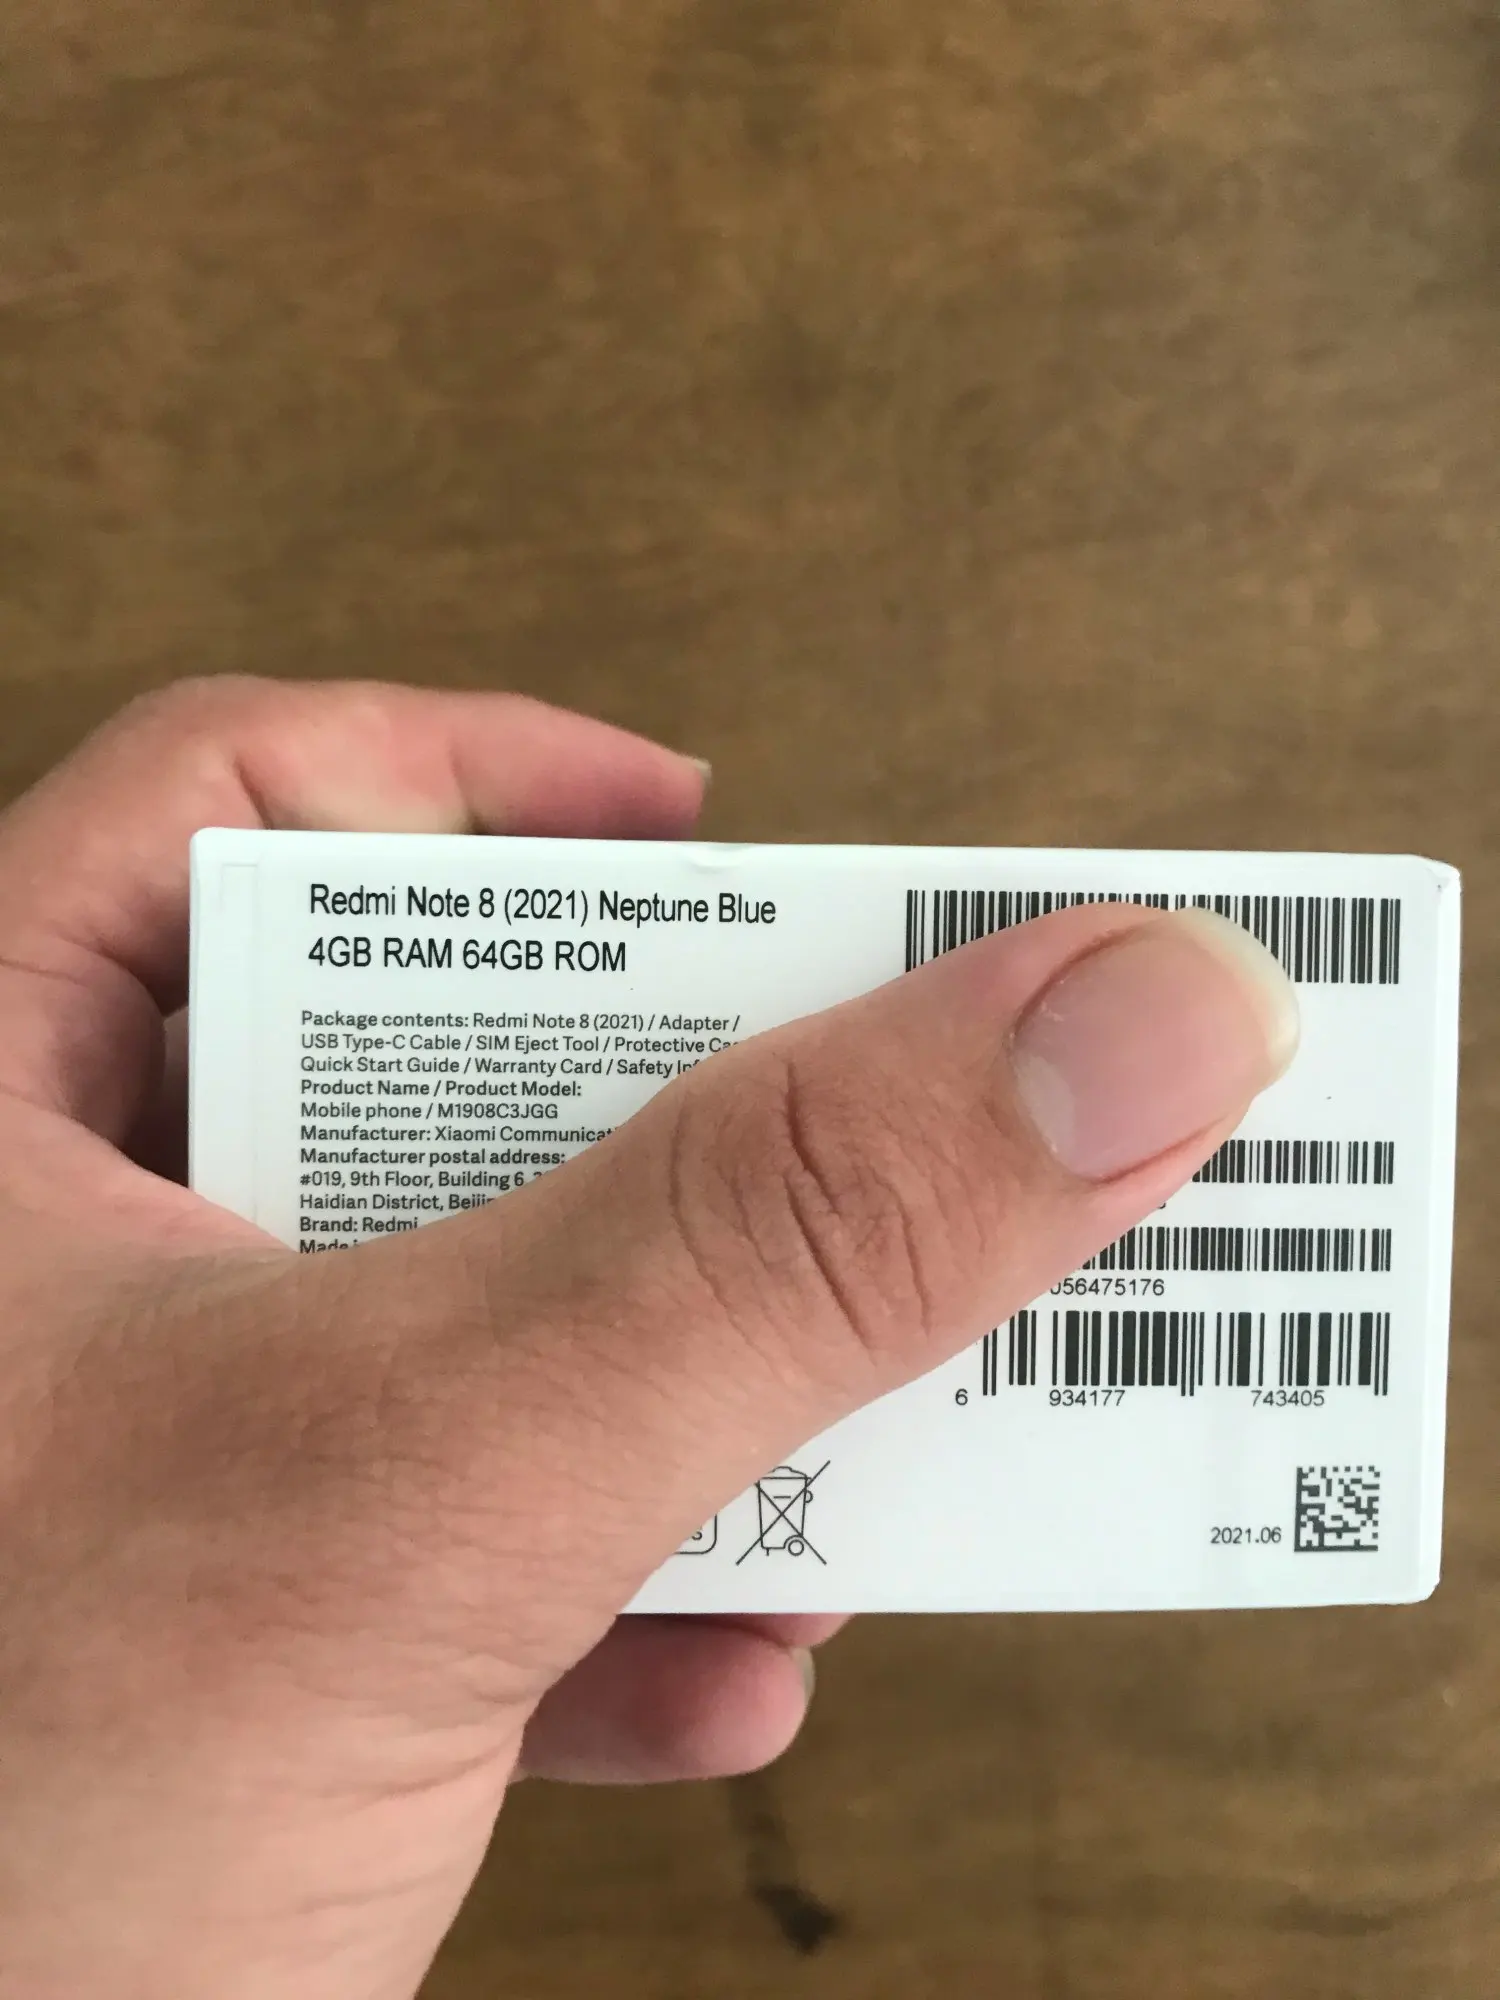 Redmi Note 8 (2021) Neptune Blue
4GB RAM 64GB ROM
Package contents: Redmi Note 8 (2021) / Adapter /
USB Type-C Cable / SIM Eject Tool / Protective
Quick Start Guide / Warranty Card / Safety
Product Name / Product Model:
Mobile phone / M1908C3JGG
Manufacturer: Xiaomi
Manufacturer postal address:
#019, 9th Floor, Building 6,
Haidian District,
Brand: Redmi
Made
56475176
6 934177 743405
2021.06